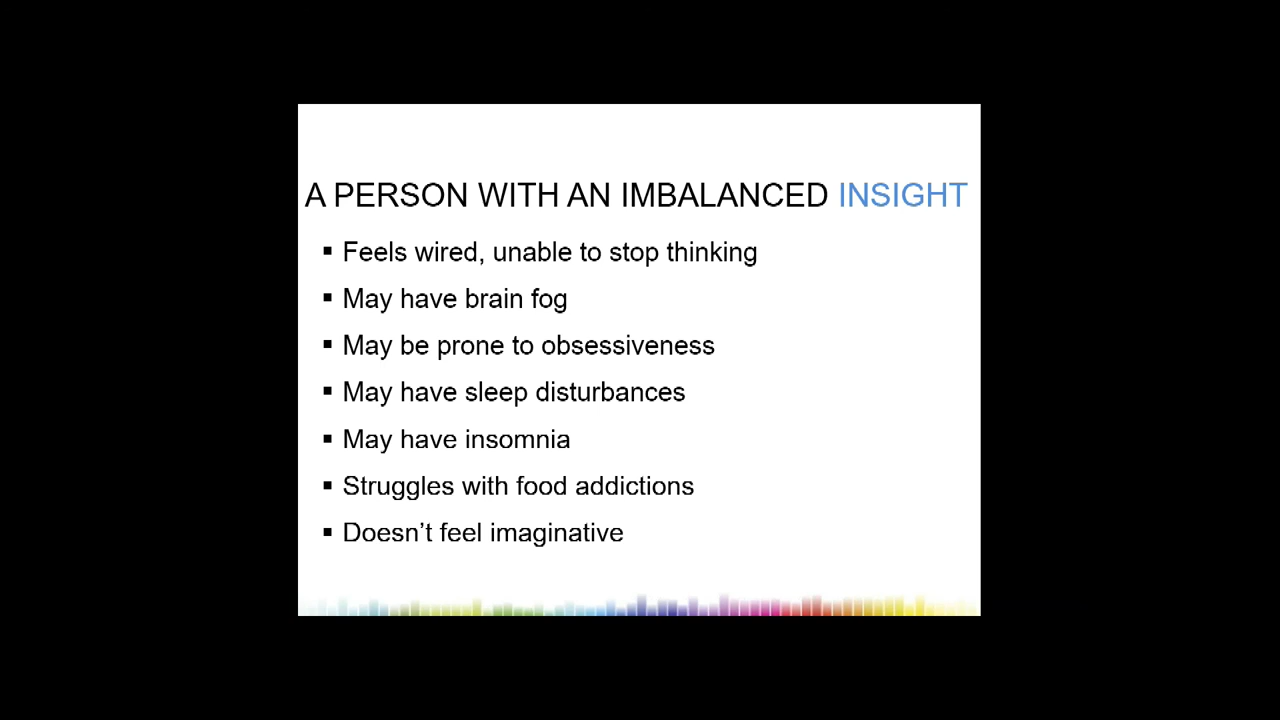 A PERSON WITH AN IMBALANCED INSIGHT
▪ Feels wired, unable to stop thinking
▪ May have brain fog
▪ May be prone to obsessiveness
▪ May have sleep disturbances
▪ May have insomnia
▪ Struggles with food addictions
▪ Doesn’t feel imaginative